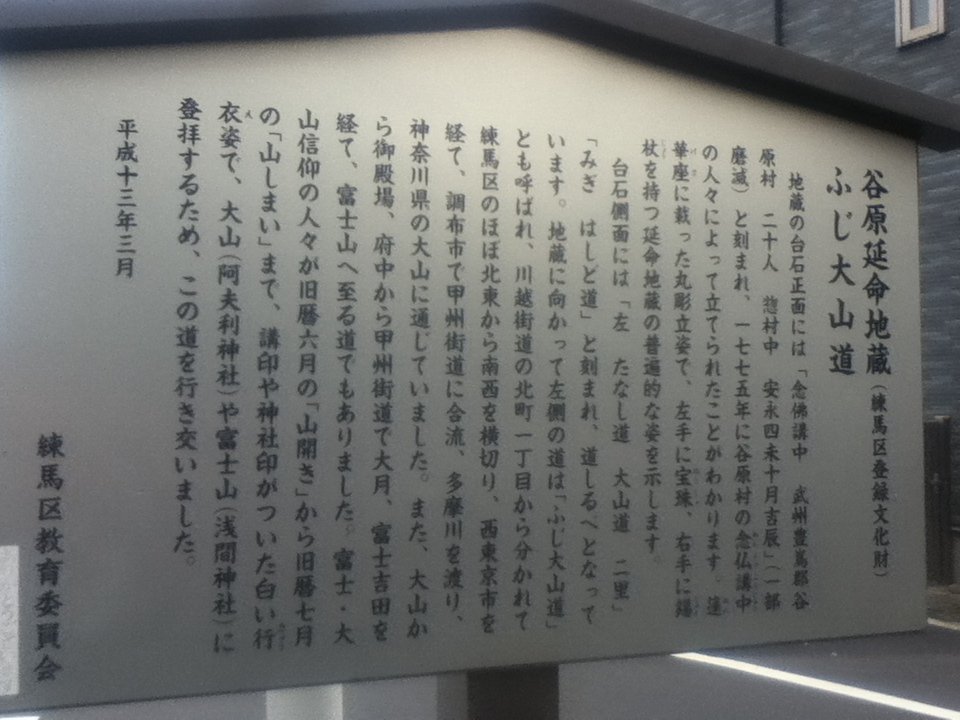 谷原延命地蔵(練馬区登録文化財)
ふじ大山道
地蔵の台石正面には「念佛講中 武州豊嶌郡谷
原村 二十人 惣村中 安永四未十月吉辰」(一部
磨滅)と刻まれ、一七七五年に谷原村の念仏講中
の人々によって立てられたことがわかります。蓮
華座に載った丸彫立姿で、左手に宝珠、右手に錫
杖を持つ延命地蔵の普遍的な姿を示します。
台石側面には「左 たなし道 大山道 二里」
「みぎ はしど道」と刻まれ、道しるべとなって
います。地蔵に向かって左側の道は「ふじ大山道」
とも呼ばれ、川越街道の北町一丁目から分かれて
練馬区のほぼ北東から南西を横切り、西東京市を
経て、調布市で甲州街道に合流、多摩川を渡り、
神奈川県の大山に通じていました。また、大山か
ら御殿場、府中から甲州街道で大月、富士吉田を
経て、富士山へ至る道でもありました。富士・大
山信仰の人々が旧暦六月の「山開き」から旧暦七月
の「山しまい」まで、講印や神社印がついた白い行
衣姿で、大山(阿夫利神社)や富士山(浅間神社)に
登拝するため、この道を行き交いました。
平成十三年三月
練馬区教育委員会